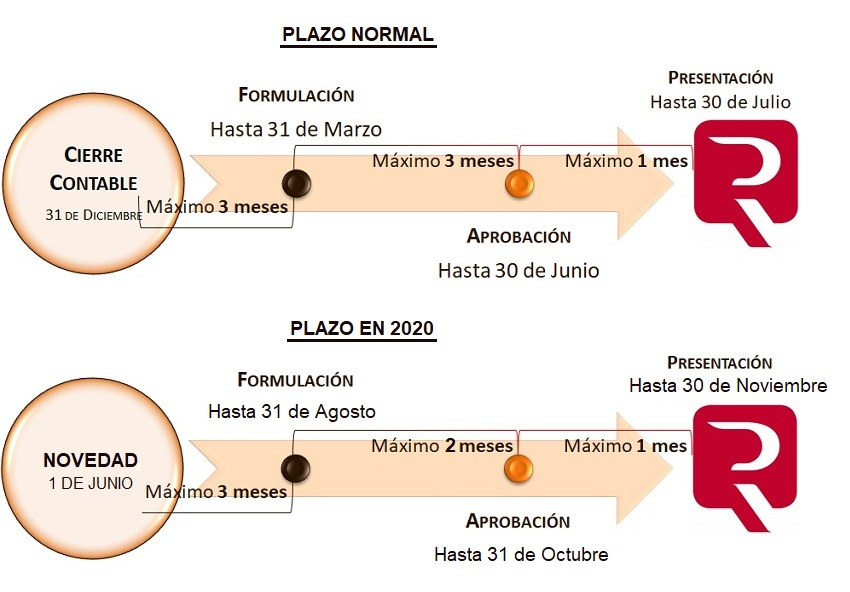 PLAZO NORMAL
FORMULACIÓN
Hasta 31 de Marzo
PRESENTACIÓN
Hasta 30 de Julio
CIERRE
CONTABLE
31 DE DICIEMBRE
Máximo 3 meses
Máximo 3 meses
Máximo 1 mes
APROBACIÓN
Hasta 30 de Junio
PLAZO EN 2020
FORMULACIÓN
Hasta 31 de Agosto
PRESENTACIÓN
Hasta 30 de Noviembre
NOVEDAD
1 DE JUNIO
Máximo 3 meses
Máximo 2 meses
Máximo 1 mes
APROBACIÓN
Hasta 31 de Octubre